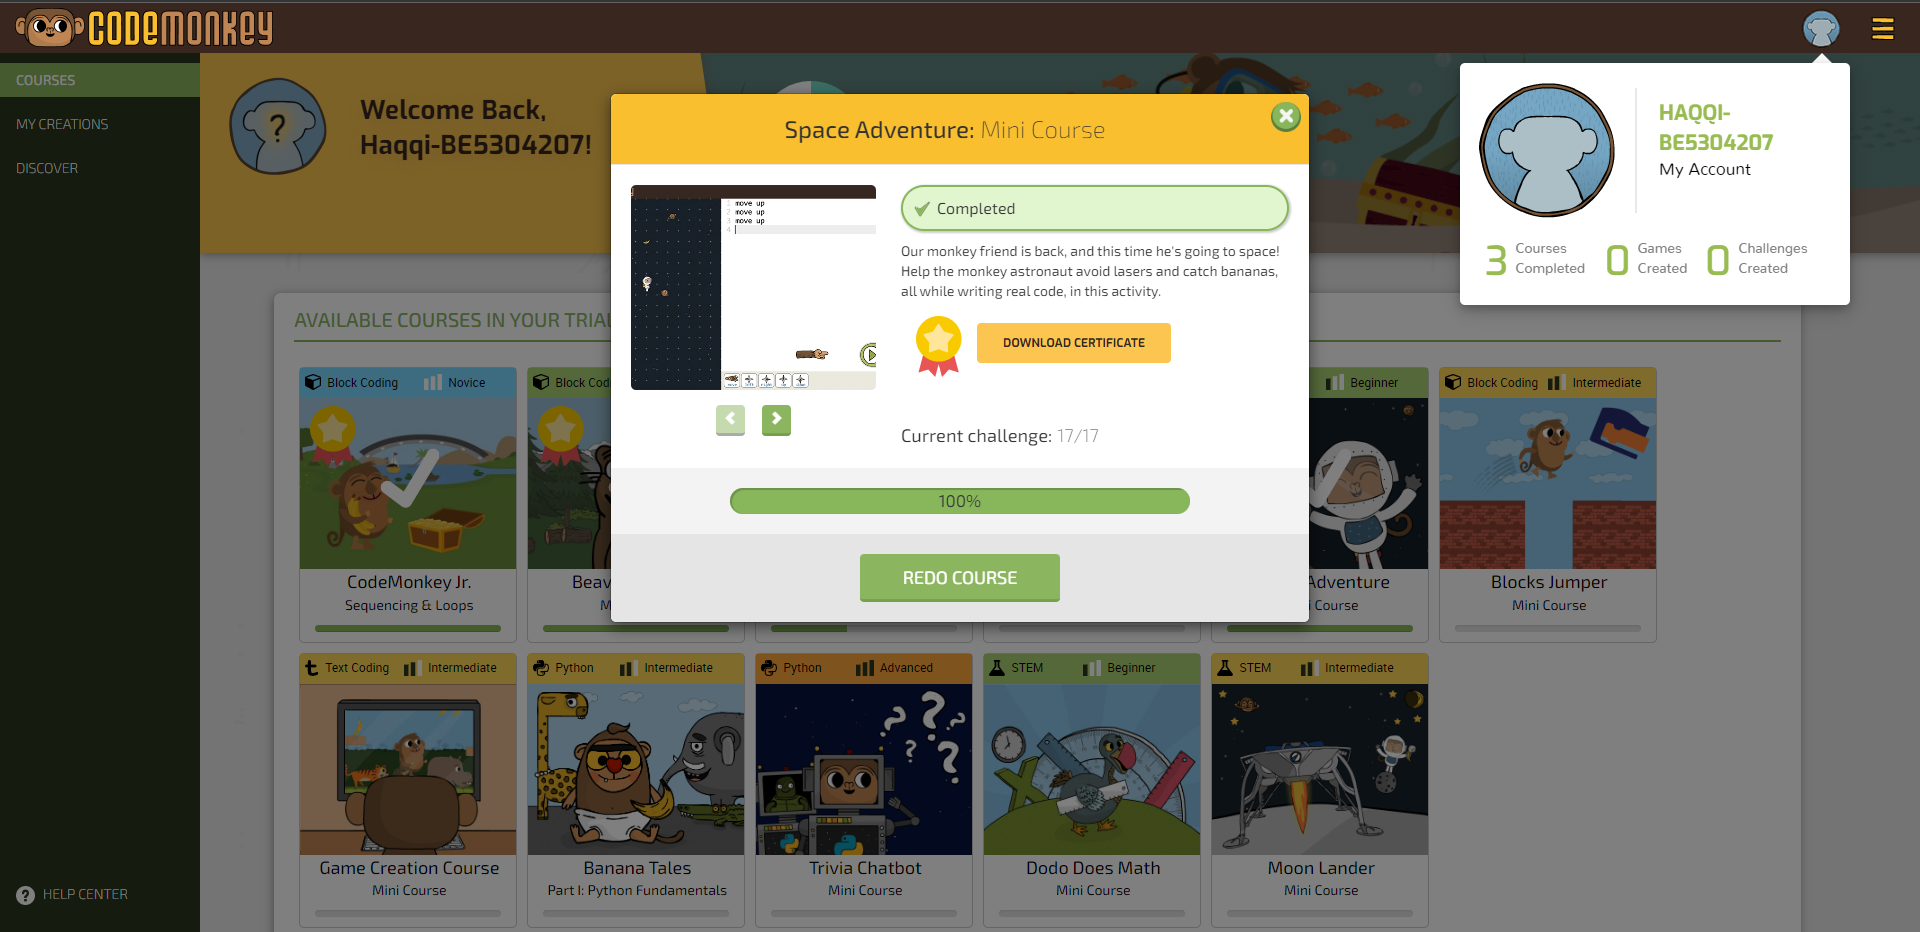 CODEMONKEY
COURSES
MY CREATIONS
DISCOVER
HELP CENTER
Welcome Back,
Haqqi-BE5304207!
HAQQI-
BE5304207
My Account
3 Courses Completed
0 Games Created
0 Challenges Created
Space Adventure: Mini Course
1 move up
2 move up
3 move up
4
Completed
Our monkey friend is back, and this time he's going to space!
Help the monkey astronaut avoid lasers and catch bananas,
all while writing real code, in this activity.
DOWNLOAD CERTIFICATE
Current challenge: 17/17
100%
REDO COURSE
AVAILABLE COURSES IN YOUR TRIA
Block Coding Novice
CodeMonkey Jr.
Sequencing & Loops
Block Cod
Beav
M
Beginner
Adventure
i Course
Block Coding Intermediate
Blocks Jumper
Mini Course
Text Coding Intermediate
Game Creation Course
Mini Course
Python Intermediate
Banana Tales
Part I: Python Fundamentals
Python Advanced
Trivia Chatbot
Mini Course
STEM Beginner
Dodo Does Math
Mini Course
STEM Intermediate
Moon Lander
Mini Course